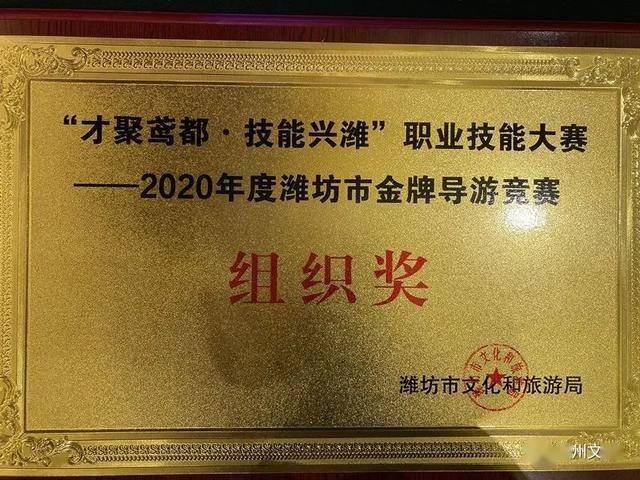 “才聚鸢都·技能兴潍”职业技能大赛
——2020年度潍坊市金牌导游竞赛
组织奖
潍坊市文化和旅游局
州文